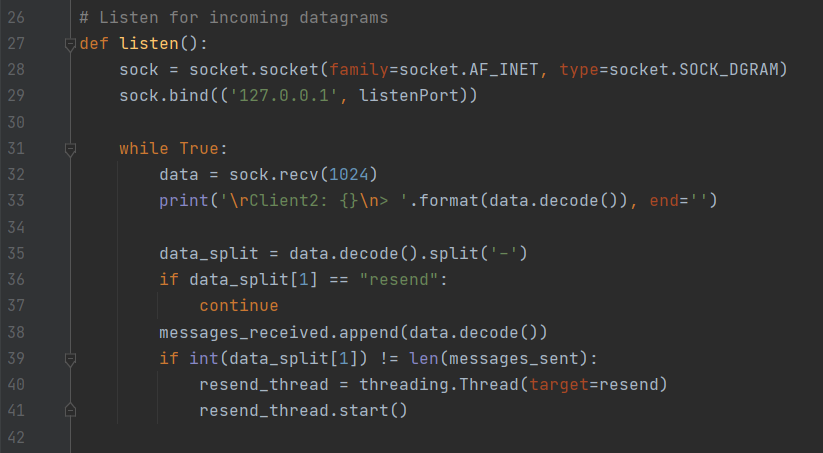 26 # Listen for incoming datagrams
27 def listen():
28     sock = socket.socket(family=socket.AF_INET, type=socket.SOCK_DGRAM)
29     sock.bind(('127.0.0.1', listenPort))
30
31     while True:
32         data = sock.recv(1024)
33         print('\rClient2: {}\n> '.format(data.decode()), end='')
34
35         data_split = data.decode().split('-')
36         if data_split[1] == "resend":
37             continue
38         messages_received.append(data.decode())
39         if int(data_split[1]) != len(messages_sent):
40             resend_thread = threading.Thread(target=resend)
41             resend_thread.start()
42